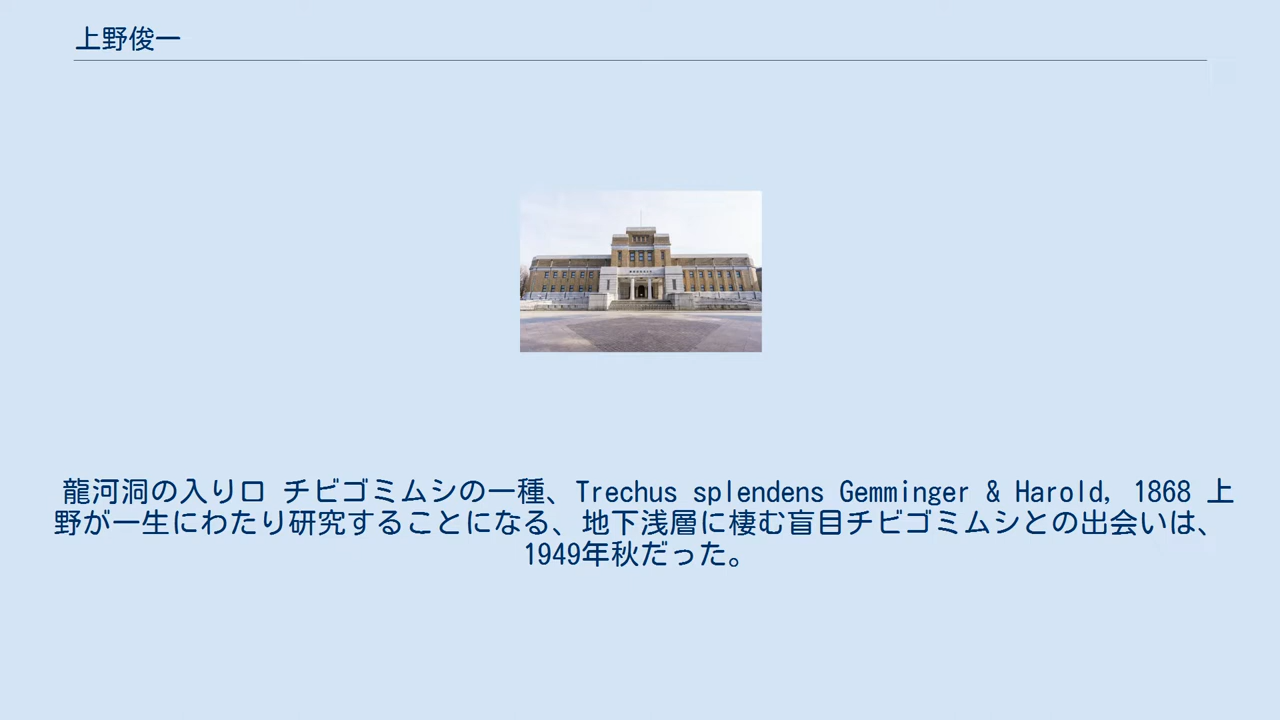 上野俊一
龍河洞の入り口 チビゴミムシの一種、Trechus splendens Gemminger & Harold, 1868 上
野が一生にわたり研究することになる、地下浅層に棲む盲目チビゴミムシとの出会いは、
1949年秋だった。